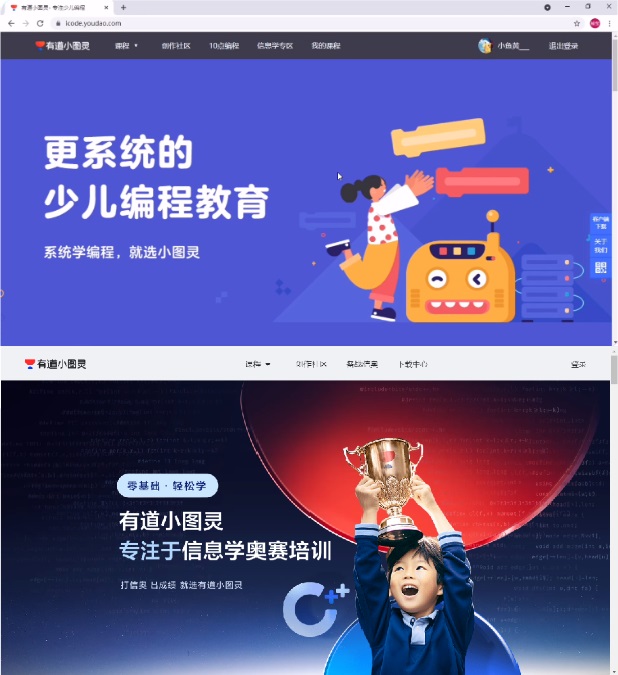 有道小图灵 - 专注少儿编程
icode.youdao.com
有道小图灵
课程
创作社区
10点编程
信息学专区
我的课程
小鱼黄__
退出登录
更系统的
少儿编程教育
系统学编程，就选小图灵
客户端
下载
关于
我们
有道小图灵
课程
创作社区
下载中心
登录
零基础·轻松学
有道小图灵
专注于信息学奥赛培训
打信奥 出成绩 就选有道小图灵